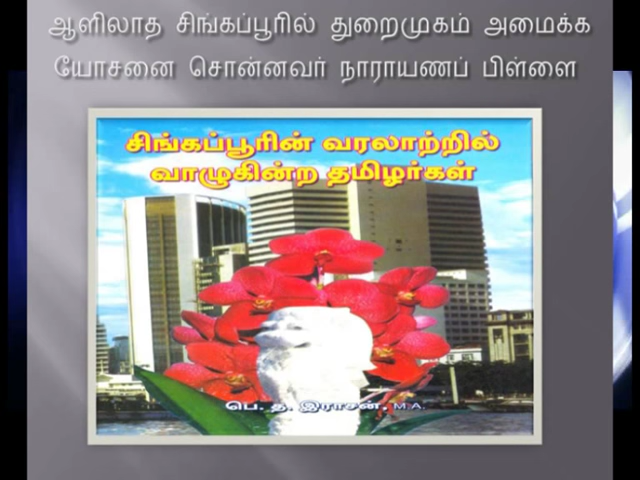 ஆளிலாத சிங்கப்பூரில் துறைமுகம் அமைக்க
யோசனை சொன்னவர் நாராயணப் பிள்ளை
சிங்கப்பூரின் வரலாற்றில்
வாழுகின்ற தமிழர்கள்
பெ. த. இராசன், M.A.